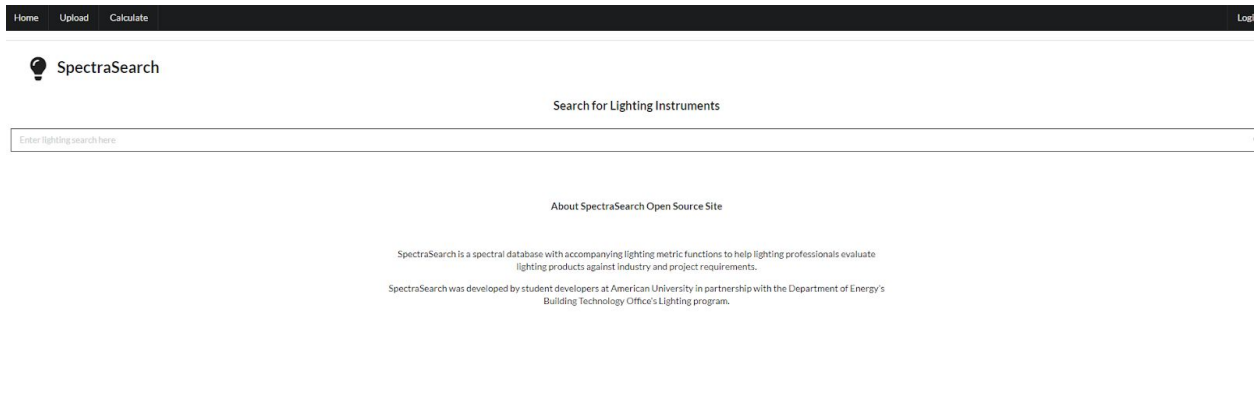 Home Upload Calculate Logi
SpectraSearch
Search for Lighting Instruments
Enter lighting search here
About SpectraSearch Open Source Site
SpectraSearch is a spectral database with accompanying lighting metric functions to help lighting professionals evaluate
lighting products against industry and project requirements.
SpectraSearch was developed by student developers at American University in partnership with the Department of Energy's
Building Technology Office's Lighting program.